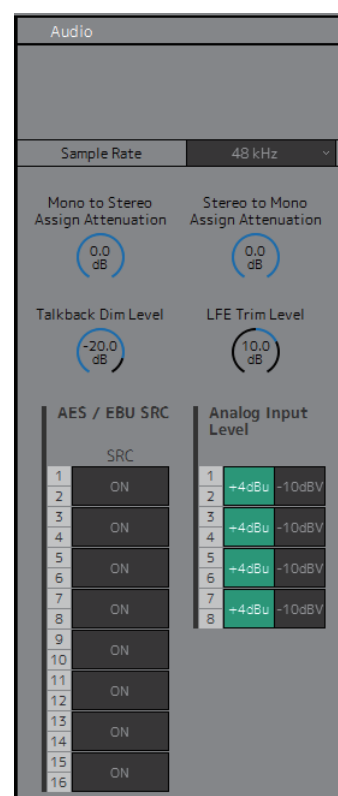 Audio
Sample Rate 48 kHz
Mono to Stereo
Assign Attenuation
Stereo to Mono
Assign Attenuation
0.0
dB
0.0
dB
Talkback Dim Level
LFE Trim Level
-20.0
dB
10.0
dB
AES / EBU SRC
SRC
1
2
ON
3
4
ON
5
6
ON
7
8
ON
9
10
ON
11
12
ON
13
14
ON
15
16
ON
Analog Input
Level
1
2
+4dBu -10dBV
3
4
+4dBu -10dBV
5
6
+4dBu -10dBV
7
8
+4dBu -10dBV